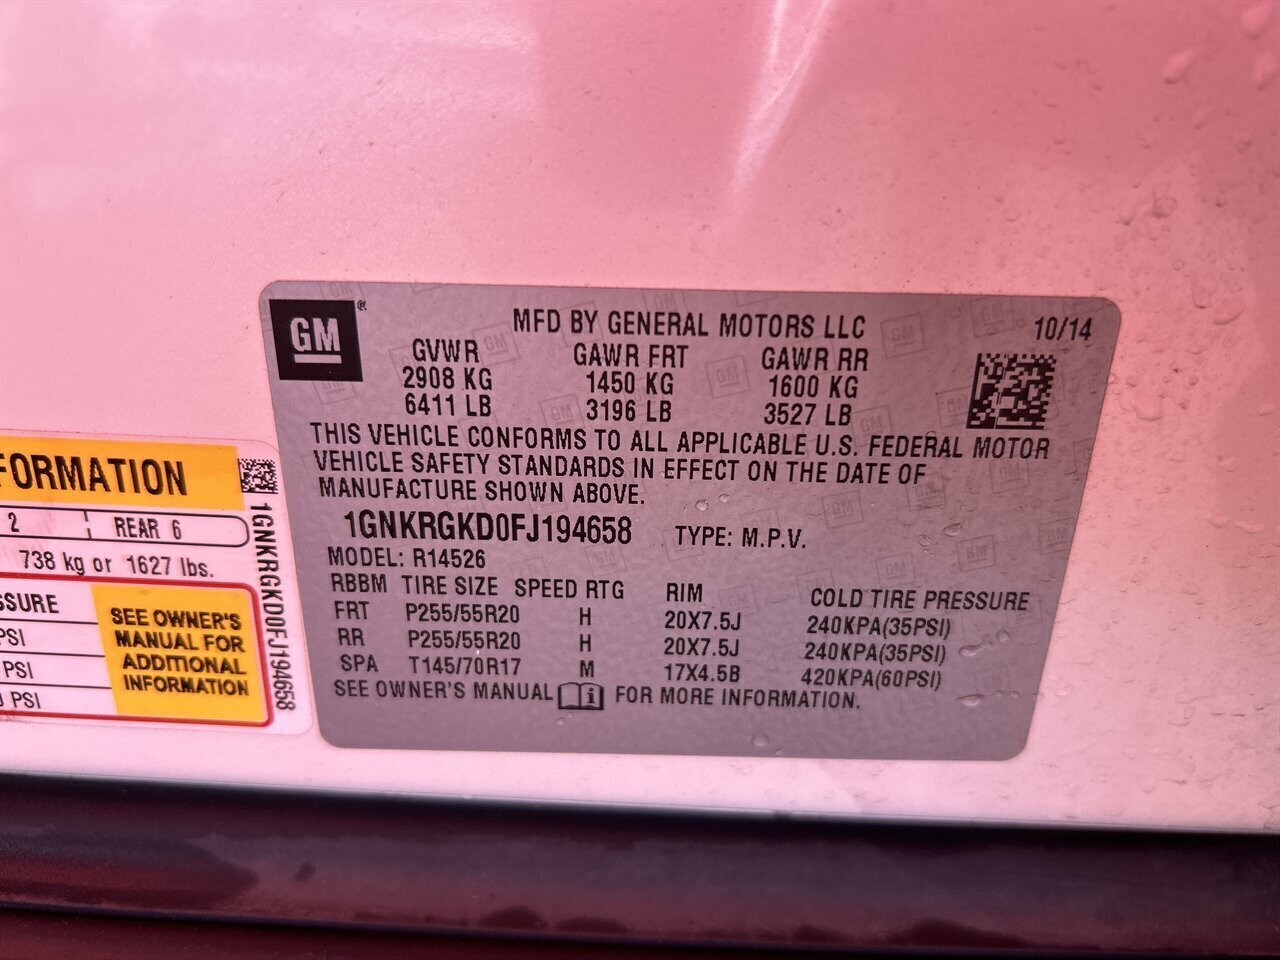 GM
MFD BY GENERAL MOTORS LLC 10/14
GVWR GAWR FRT GAWR RR
2908 KG 1450 KG 1600 KG
6411 LB 3196 LB 3527 LB
THIS VEHICLE CONFORMS TO ALL APPLICABLE U.S. FEDERAL MOTOR
VEHICLE SAFETY STANDARDS IN EFFECT ON THE DATE OF
MANUFACTURE SHOWN ABOVE.
1GNKRGKD0FJ194658 TYPE: M.P.V.
MODEL: R14526
RBBM TIRE SIZE SPEED RTG RIM COLD TIRE PRESSURE
FRT P255/55R20 H 20X7.5J 240KPA(35PSI)
RR P255/55R20 H 20X7.5J 240KPA(35PSI)
SPA T145/70R17 M 17X4.5B 420KPA(60PSI)
SEE OWNER'S MANUAL FOR MORE INFORMATION.
FORMATION
2 REAR 6
738 kg or 1627 lbs.
SSURE
PSI
PSI
PSI
SEE OWNER'S
MANUAL FOR
ADDITIONAL
INFORMATION
1GNKRGKD0FJ194658